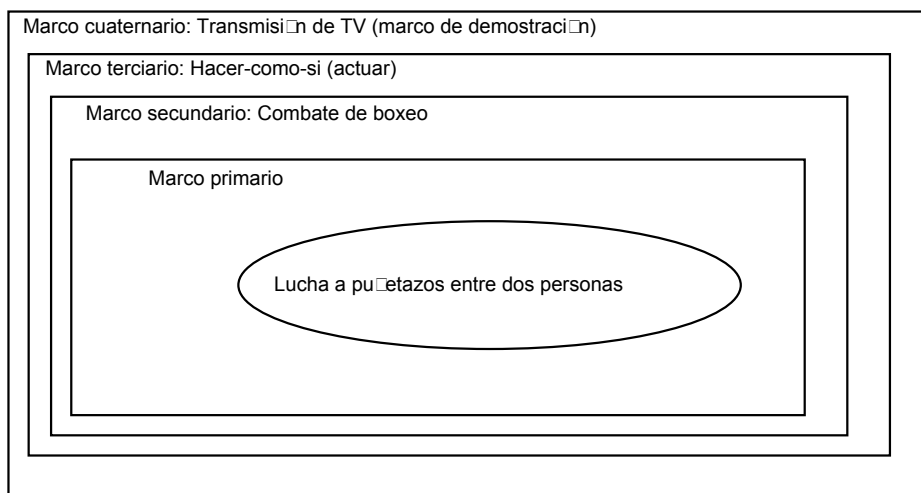 Marco cuaternario: Transmisi□n de TV (marco de demostraci□n)
Marco terciario: Hacer-como-si (actuar)
Marco secundario: Combate de boxeo
Marco primario
Lucha a pu□etazos entre dos personas